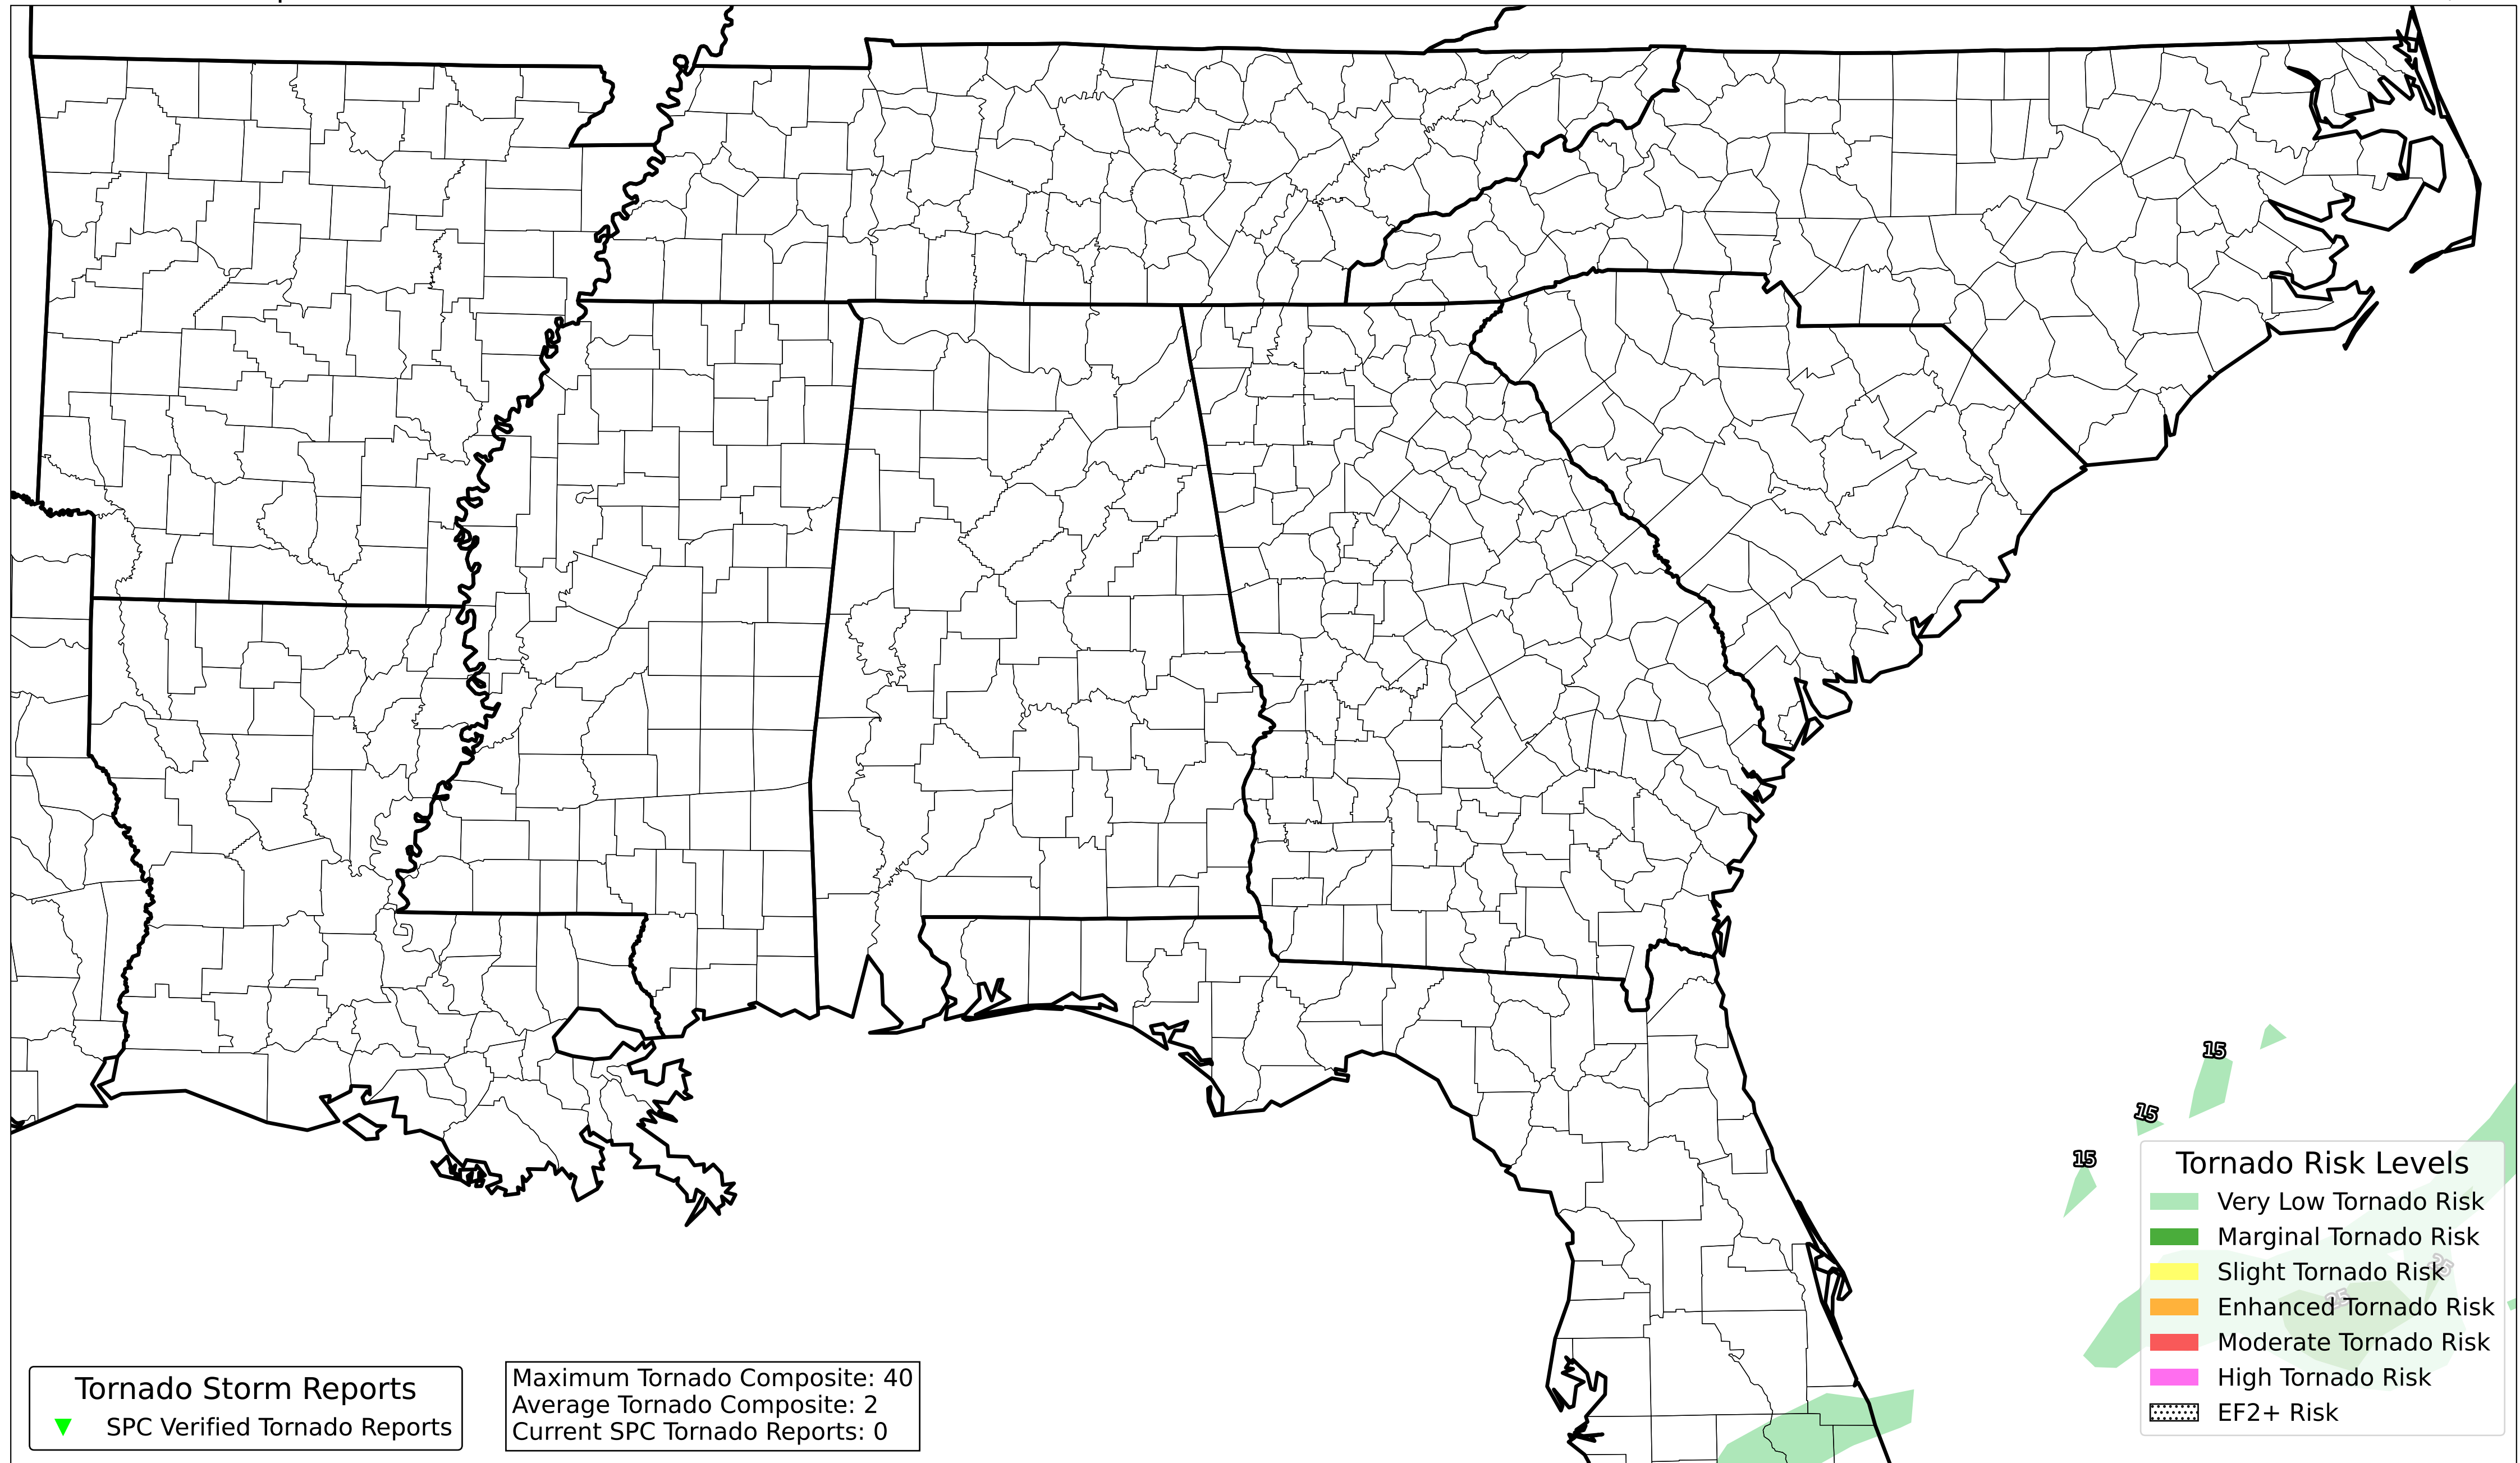 15
15
15
Tornado Risk Levels
Very Low Tornado Risk
Marginal Tornado Risk
Slight Tornado Risk
25
Enhanced Tornado Risk
25
Moderate Tornado Risk
High Tornado Risk
EF2+ Risk
Tornado Storm Reports
SPC Verified Tornado Reports
Maximum Tornado Composite: 40
Average Tornado Composite: 2
Current SPC Tornado Reports: 0